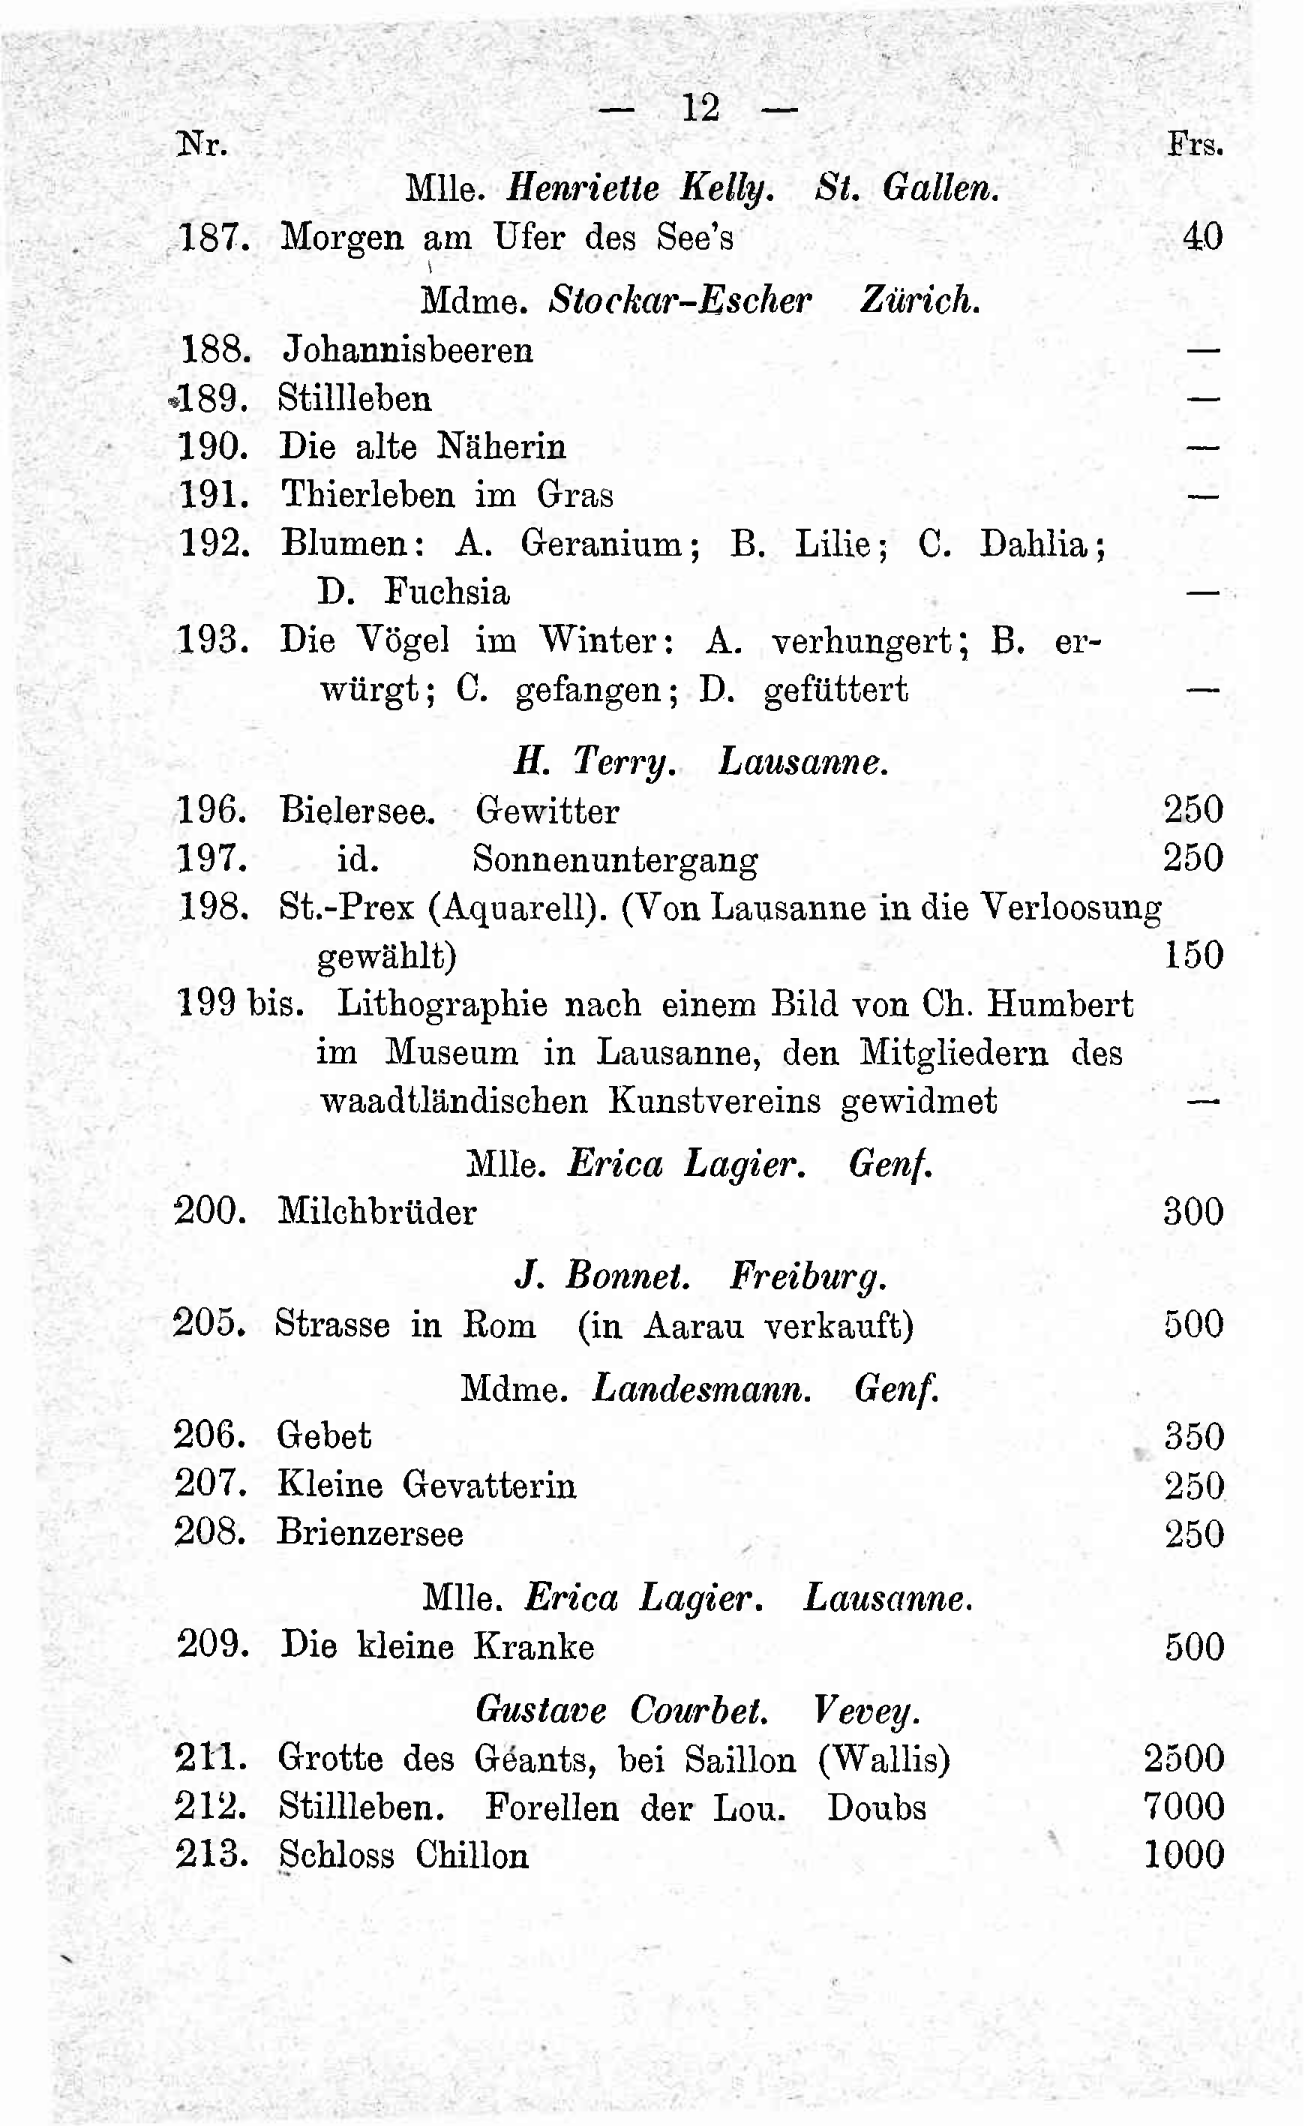 — 12 —
Nr. Frs.
Mlle. Henriette Kelly. St. Gallen.
187. Morgen am Ufer des See's 40
Mdme. Stockar-Escher Zürich.
188. Johannisbeeren —
189. Stillleben —
190. Die alte Näherin —
191. Thierleben im Gras —
192. Blumen: A. Geranium; B. Lilie; C. Dahlia;
D. Fuchsia —
193. Die Vögel im Winter: A. verhungert; B. er-
würgt; C. gefangen; D. gefüttert —
H. Terry. Lausanne.
196. Bielersee. Gewitter 250
197. id. Sonnenuntergang 250
198. St.-Prex (Aquarell). (Von Lausanne in die Verloosung
gewählt) 150
199 bis. Lithographie nach einem Bild von Ch. Humbert
im Museum in Lausanne, den Mitgliedern des
waadtländischen Kunstvereins gewidmet —
Mlle. Erica Lagier. Genf.
200. Milchbrüder 300
J. Bonnet. Freiburg.
205. Strasse in Rom (in Aarau verkauft) 500
Mdme. Landesmann. Genf.
206. Gebet 350
207. Kleine Gevatterin 250
208. Brienzersee 250
Mlle. Erica Lagier. Lausanne.
209. Die kleine Kranke 500
Gustave Courbet. Vevey.
211. Grotte des Géants, bei Saillon (Wallis) 2500
212. Stillleben. Forellen der Lou. Doubs 7000
213. Schloss Chillon 1000